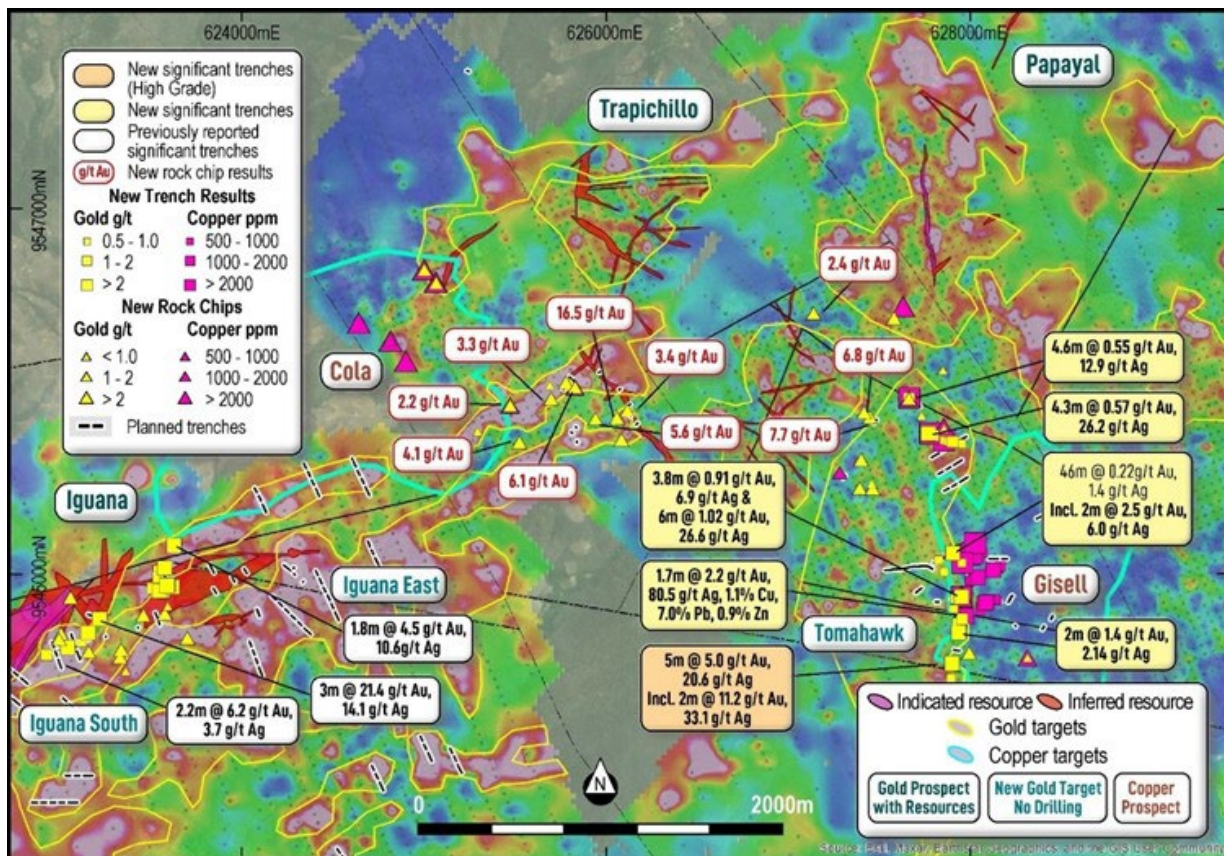 624000mE
626000mE
628000mE
9547000mN
9546000mN
New significant trenches
(High Grade)
New significant trenches
Previously reported
significant trenches
g/t Au
New rock chip results
New Trench Results
Gold g/t
Copper ppm
0.5 - 1.0
500 - 1000
1 - 2
1000 - 2000
> 2
> 2000
New Rock Chips
Gold g/t
Copper ppm
< 1.0
500 - 1000
1 - 2
1000 - 2000
> 2
> 2000
Planned trenches
Trapichillo
Papayal
Cola
2.4 g/t Au
16.5 g/t Au
3.3 g/t Au
3.4 g/t Au
6.8 g/t Au
2.2 g/t Au
4.1 g/t Au
6.1 g/t Au
5.6 g/t Au
7.7 g/t Au
4.6m @ 0.55 g/t Au,
12.9 g/t Ag
4.3m @ 0.57 g/t Au,
26.2 g/t Ag
46m @ 0.22g/t Au,
1.4 g/t Ag
Incl. 2m @ 2.5 g/t Au,
6.0 g/t Ag
3.8m @ 0.91 g/t Au,
6.9 g/t Ag &
6m @ 1.02 g/t Au,
26.6 g/t Ag
1.7m @ 2.2 g/t Au,
80.5 g/t Ag, 1.1% Cu,
7.0% Pb, 0.9% Zn
5m @ 5.0 g/t Au,
20.6 g/t Ag
Incl. 2m @ 11.2 g/t Au,
33.1 g/t Ag
2m @ 1.4 g/t Au,
2.14 g/t Ag
Iguana
Iguana East
Iguana South
Tomahawk
Gisell
1.8m @ 4.5 g/t Au,
10.6g/t Ag
3m @ 21.4 g/t Au,
14.1 g/t Ag
2.2m @ 6.2 g/t Au,
3.7 g/t Ag
N
0
2000m
Indicated resource
Inferred resource
Gold targets
Copper targets
Gold Prospect
with Resources
New Gold Target
No Drilling
Copper
Prospect
Source: Esri, Maxar, Earthstar Geographics, and the GIS User Community